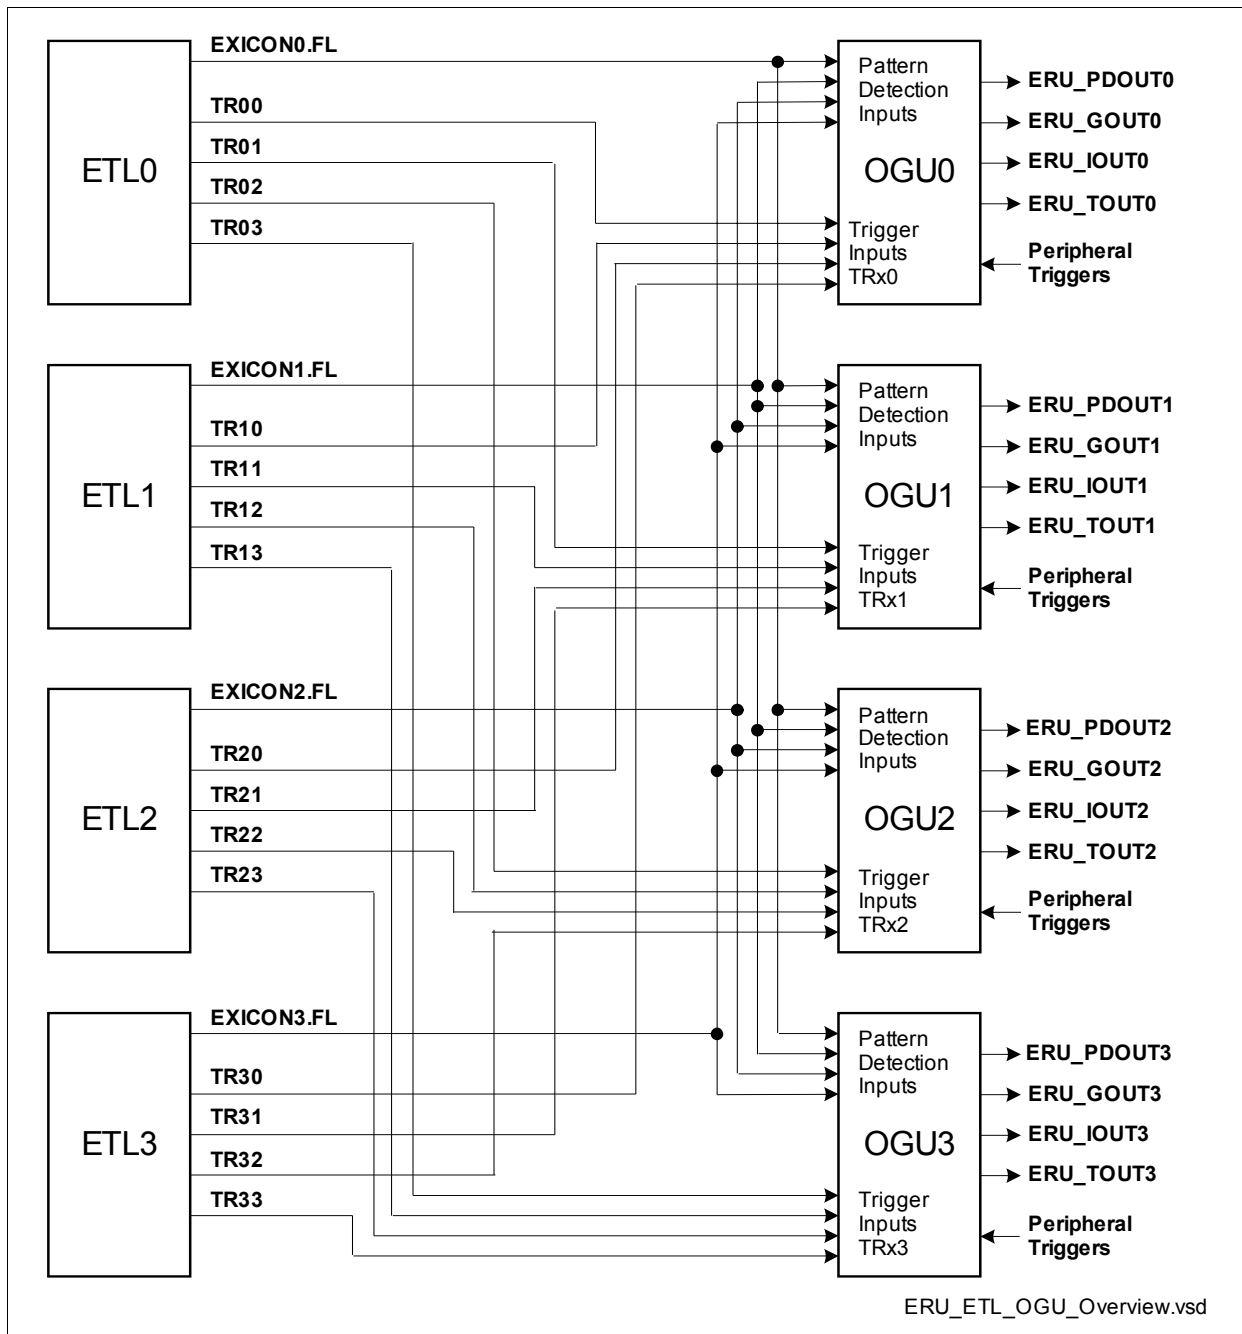 EXICON0.FL
TR00
TR01
TR02
TR03
ETL0
Pattern
Detection
Inputs
OGU0
Trigger
Inputs
TRx0
ERU_PDOUT0
ERU_GOUT0
ERU_IOUT0
ERU_TOUT0
Peripheral
Triggers
EXICON1.FL
TR10
TR11
TR12
TR13
ETL1
Pattern
Detection
Inputs
OGU1
Trigger
Inputs
TRx1
ERU_PDOUT1
ERU_GOUT1
ERU_IOUT1
ERU_TOUT1
Peripheral
Triggers
EXICON2.FL
TR20
TR21
TR22
TR23
ETL2
Pattern
Detection
Inputs
OGU2
Trigger
Inputs
TRx2
ERU_PDOUT2
ERU_GOUT2
ERU_IOUT2
ERU_TOUT2
Peripheral
Triggers
EXICON3.FL
TR30
TR31
TR32
TR33
ETL3
Pattern
Detection
Inputs
OGU3
Trigger
Inputs
TRx3
ERU_PDOUT3
ERU_GOUT3
ERU_IOUT3
ERU_TOUT3
Peripheral
Triggers
ERU_ETL_OGU_Overview.vsd